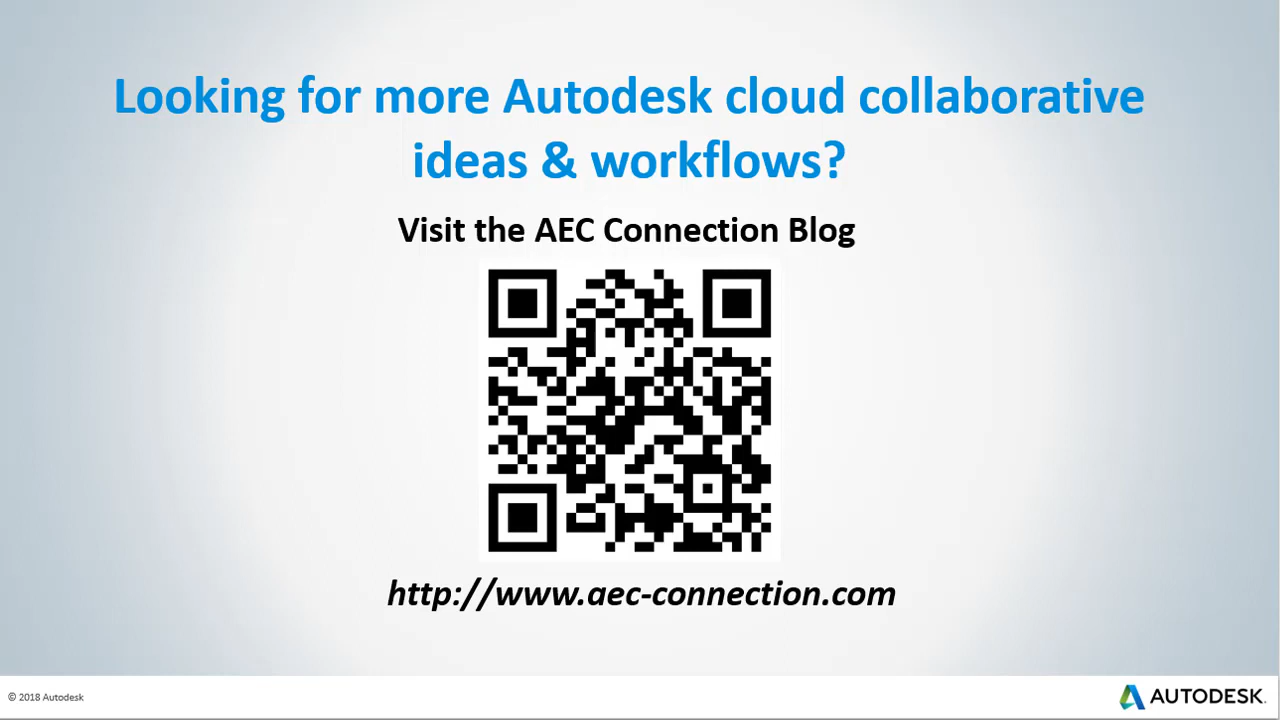 Looking for more Autodesk cloud collaborative
ideas & workflows?
Visit the AEC Connection Blog
http://www.aec-connection.com
© 2018 Autodesk
AUTODESK.